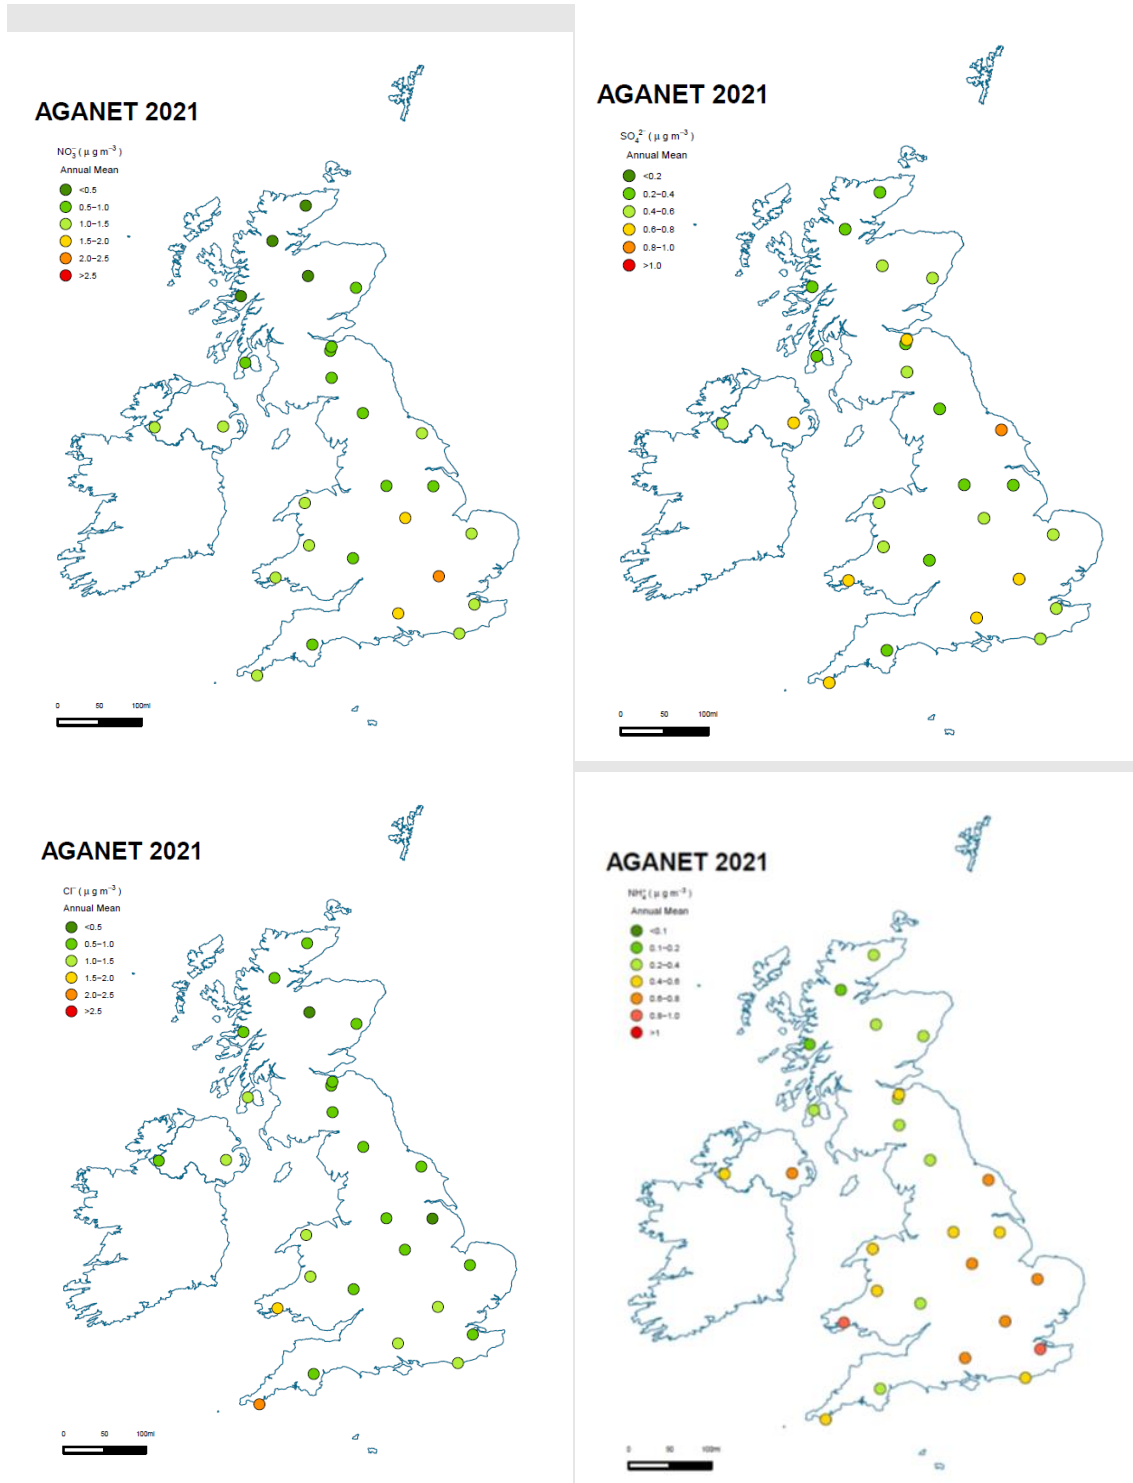 AGANET 2021
NO₃⁻ ( μ g m⁻³ )
Annual Mean
<0.5
0.5−1.0
1.0−1.5
1.5−2.0
2.0−2.5
>2.5
0 50 100mi
AGANET 2021
SO₄²⁻ ( μ g m⁻³ )
Annual Mean
<0.2
0.2−0.4
0.4−0.6
0.6−0.8
0.8−1.0
>1.0
0 50 100mi
AGANET 2021
Cl⁻ ( μ g m⁻³ )
Annual Mean
<0.5
0.5−1.0
1.0−1.5
1.5−2.0
2.0−2.5
>2.5
0 50 100mi
AGANET 2021
NH₄⁺ ( μ g m⁻³ )
Annual Mean
<0.1
0.1−0.2
0.2−0.4
0.4−0.6
0.6−0.8
0.8−1.0
>1
0 50 100mi